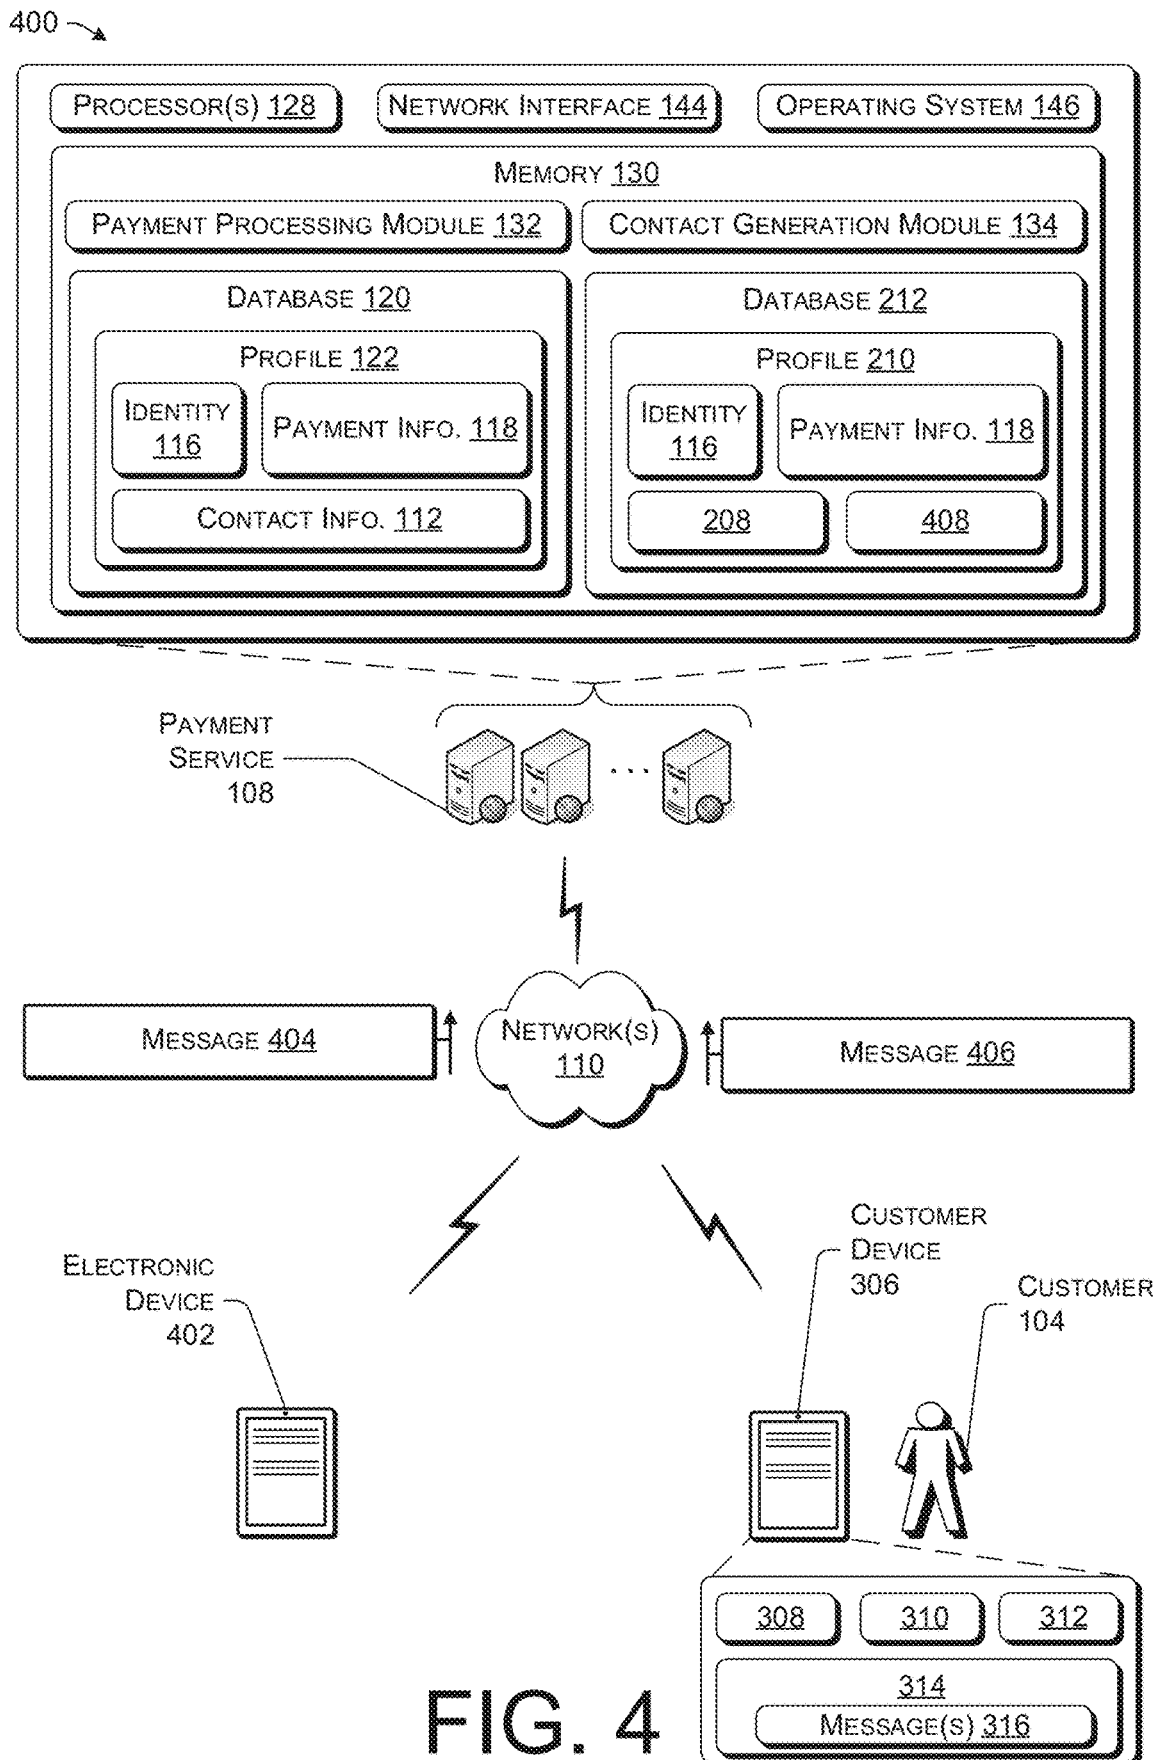 400
PROCESSOR(S) 128
NETWORK INTERFACE 144
OPERATING SYSTEM 146
MEMORY 130
PAYMENT PROCESSING MODULE 132
CONTACT GENERATION MODULE 134
DATABASE 120
PROFILE 122
IDENTITY
116
PAYMENT INFO. 118
CONTACT INFO. 112
DATABASE 212
PROFILE 210
IDENTITY
116
PAYMENT INFO. 118
208
408
PAYMENT
SERVICE
108
...
MESSAGE 404
NETWORK(S)
110
MESSAGE 406
ELECTRONIC
DEVICE
402
CUSTOMER
DEVICE
306
CUSTOMER
104
308
310
312
314
MESSAGE(S) 316
FIG. 4